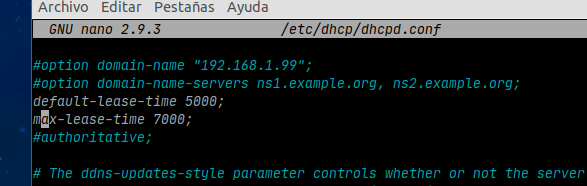 Archivo Editar Pestañas Ayuda
GNU nano 2.9.3 /etc/dhcp/dhcpd.conf
#option domain-name "192.168.1.99";
#option domain-name-servers ns1.example.org, ns2.example.org;
default-lease-time 5000;
max-lease-time 7000;
#authoritative;
# The ddns-updates-style parameter controls whether or not the server